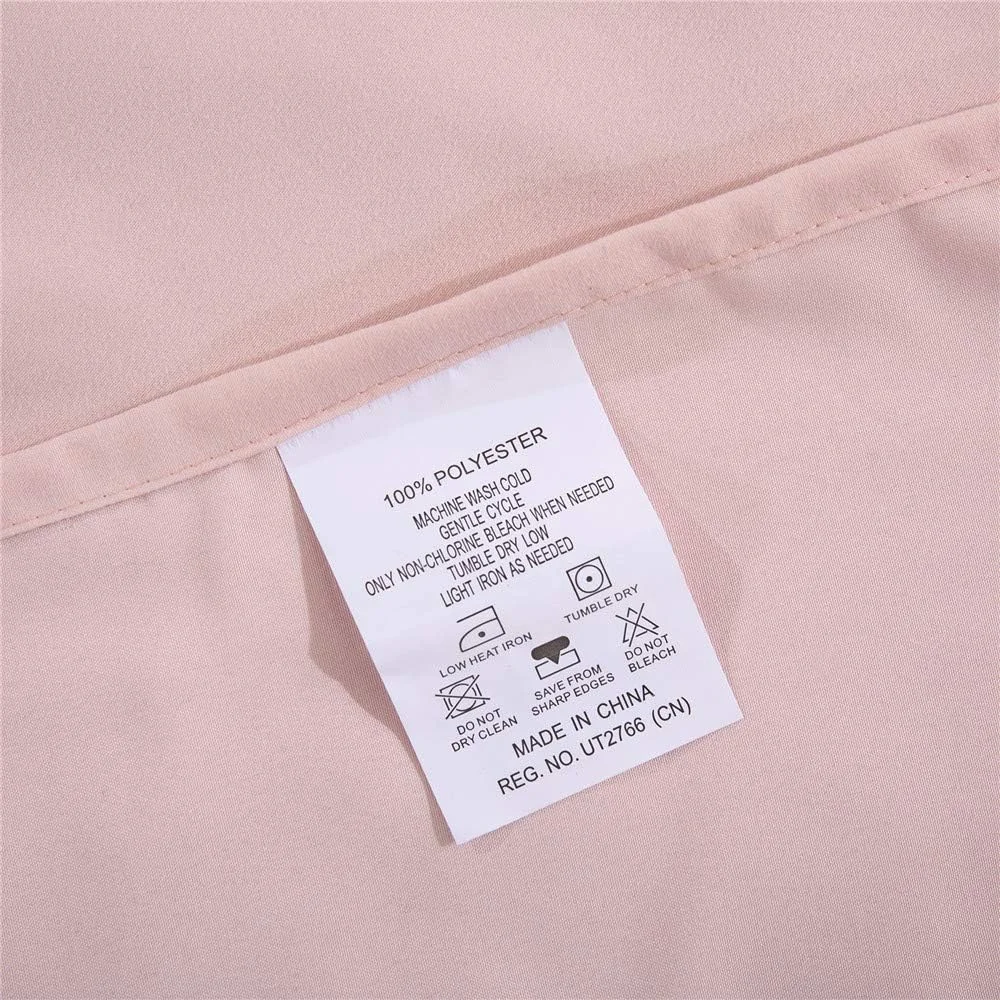 100% POLYESTER
MACHINE WASH COLD
GENTLE CYCLE
ONLY NON-CHLORINE BLEACH WHEN NEEDED
TUMBLE DRY LOW
LIGHT IRON AS NEEDED
LOW HEAT IRON
TUMBLE DRY
DO NOT
DRY CLEAN
SAVE FROM
SHARP EDGES
DO NOT
BLEACH
MADE IN CHINA
REG. NO. UT2766 (CN)